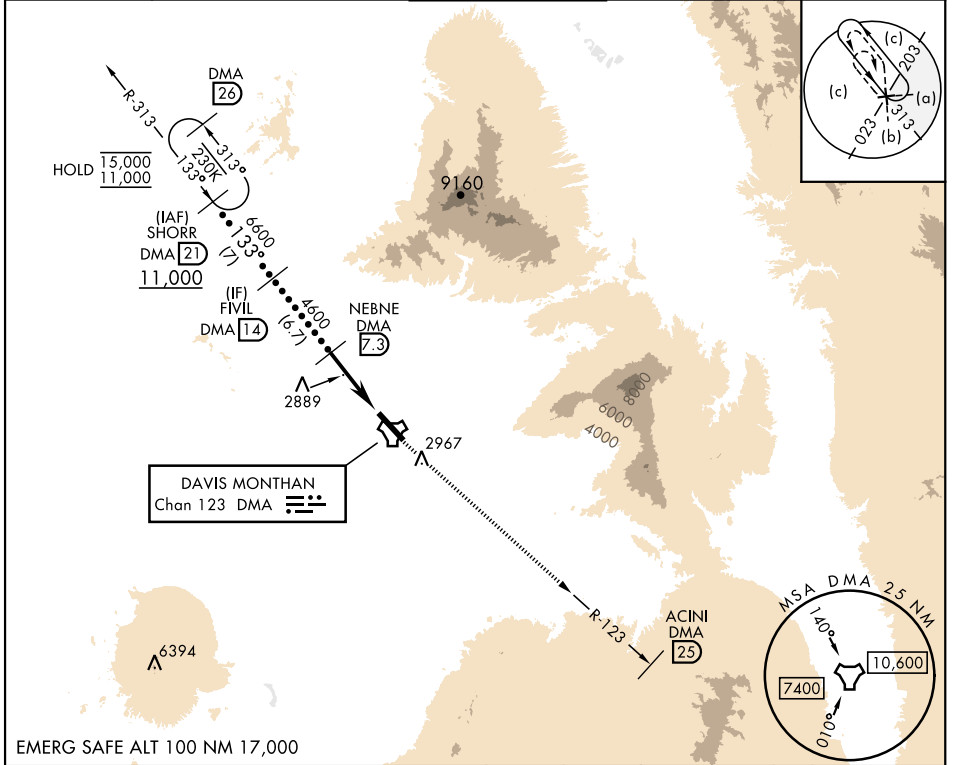 R-313
DMA
26
HOLD 15,000
11,000
313°
230K
133°
(IAF)
SHORR
DMA 21
11,000
6600
133°
(7)
(IF)
FIVIL
DMA 14
4600
(6.7)
NEBNE
DMA
7.3
2889
2967
9160
8000
6000
4000
DAVIS MONTHAN
Chan 123 DMA
R-123
ACINI
DMA
25
6394
EMERG SAFE ALT 100 NM 17,000
(c)
203
(c)
(a)
313
(b)
023
MSA DMA 25 NM
140°
10,600
7400
010°